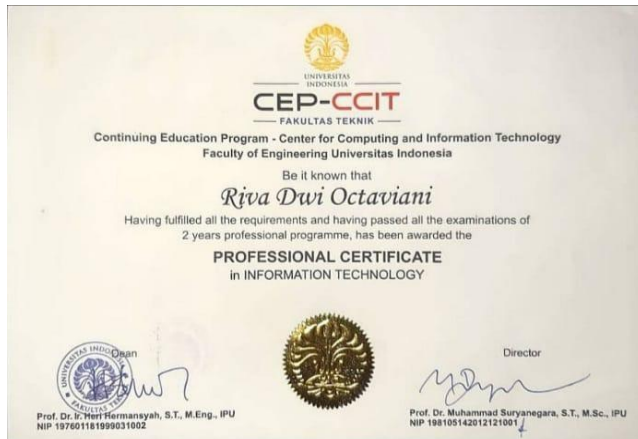 UNIVERSITAS
INDONESIA
CEP-CCIT
FAKULTAS TEKNIK
Continuing Education Program - Center for Computing and Information Technology
Faculty of Engineering Universitas Indonesia
Be it known that
Riva Dwi Octaviani
Having fulfilled all the requirements and having passed all the examinations of
2 years professional programme, has been awarded the
PROFESSIONAL CERTIFICATE
in INFORMATION TECHNOLOGY
UNIVERSITAS INDONESIA
FAKULTAS
Dean
Director
Prof. Dr. Ir. Heri Hermansyah, S.T., M.Eng., IPU
NIP 197601181999031002
Prof. Dr. Muhammad Suryanegara, S.T., M.Sc., IPU
NIP 198105142012121001